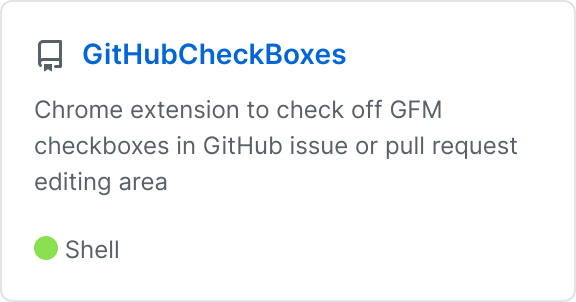 GitHubCheckBoxes
Chrome extension to check off GFM
checkboxes in GitHub issue or pull request
editing area
Shell